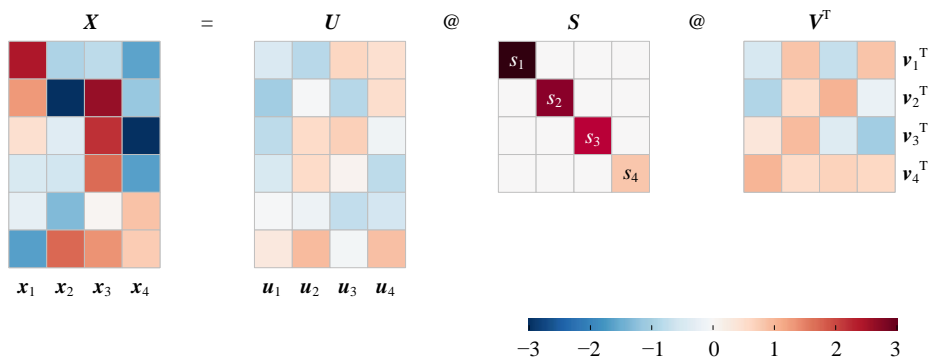 X = U @ S @ Vᵀ
s₁
s₂
s₃
s₄
v₁ᵀ
v₂ᵀ
v₃ᵀ
v₄ᵀ
x₁ x₂ x₃ x₄
u₁ u₂ u₃ u₄
−3 −2 −1 0 1 2 3